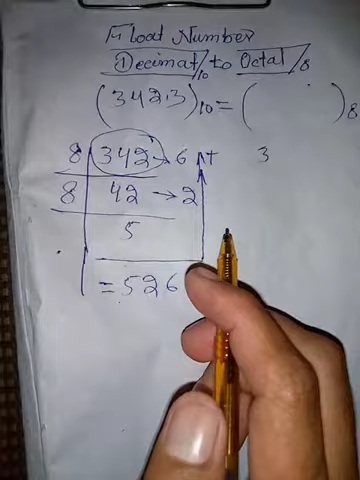 Float Number
① Decimal/10 to Octal/8
(342.3)10 = ( . )8
8 | 342 → 6 ↑ + 3
8 | 42 → 2
5
= 526